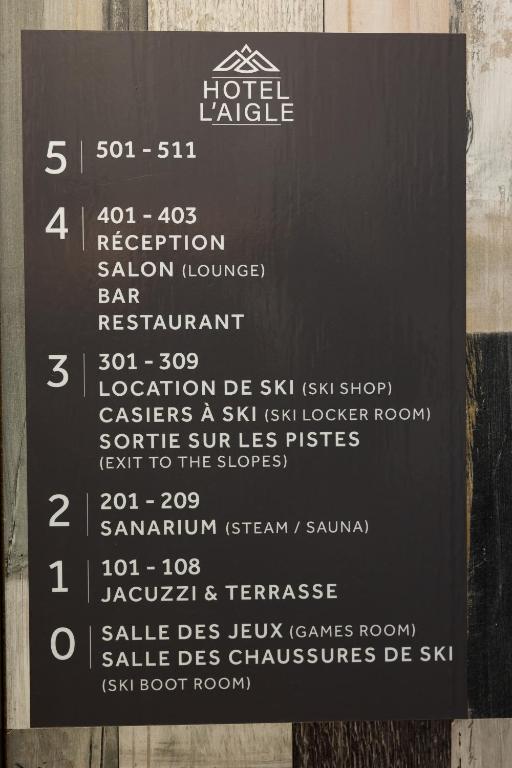 HOTEL
L'AIGLE
5 501 - 511
4 401 - 403
RÉCEPTION
SALON (LOUNGE)
BAR
RESTAURANT
3 301 - 309
LOCATION DE SKI (SKI SHOP)
CASIERS À SKI (SKI LOCKER ROOM)
SORTIE SUR LES PISTES
(EXIT TO THE SLOPES)
2 201 - 209
SANARIUM (STEAM / SAUNA)
1 101 - 108
JACUZZI & TERRASSE
0 SALLE DES JEUX (GAMES ROOM)
SALLE DES CHAUSSURES DE SKI
(SKI BOOT ROOM)